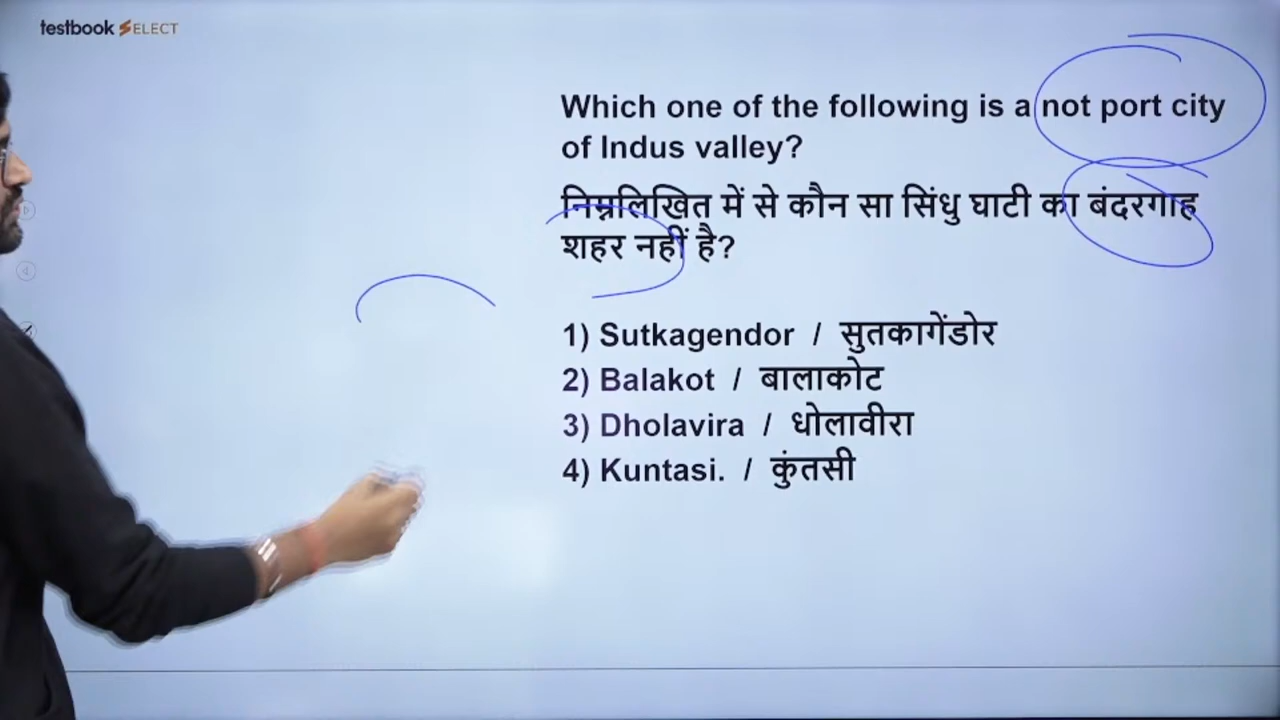 testbook SELECT
Which one of the following is a not port city
of Indus valley?
निम्नलिखित में से कौन सा सिंधु घाटी का बंदरगाह
शहर नहीं है?
1) Sutkagendor / सुतकागेंडोर
2) Balakot / बालाकोट
3) Dholavira / धोलावीरा
4) Kuntasi. / कुंतसी